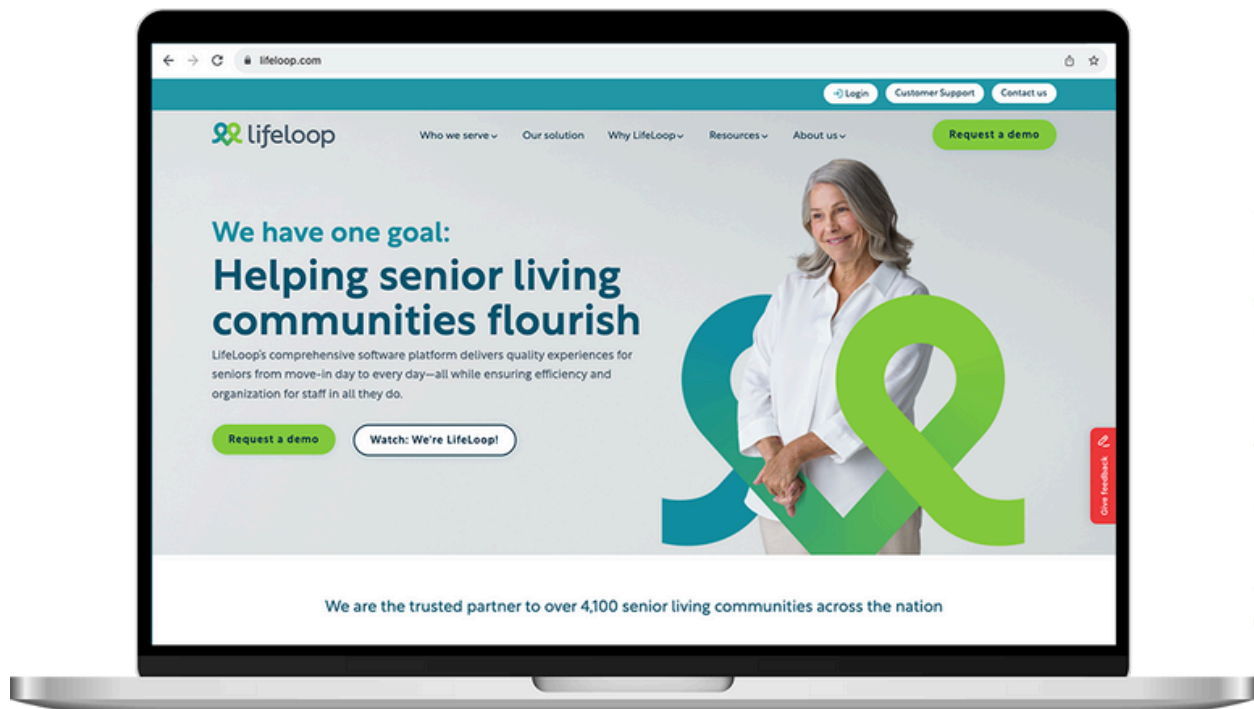 lifeloop.com
Login Customer Support Contact us
lifeloop Who we serve Our solution Why LifeLoop Resources About us Request a demo
We have one goal:
Helping senior living
communities flourish
LifeLoop's comprehensive software platform delivers quality experiences for
seniors from move-in day to every day—all while ensuring efficiency and
organization for staff in all they do.
Request a demo Watch: We're LifeLoop!
Give feedback
We are the trusted partner to over 4,100 senior living communities across the nation